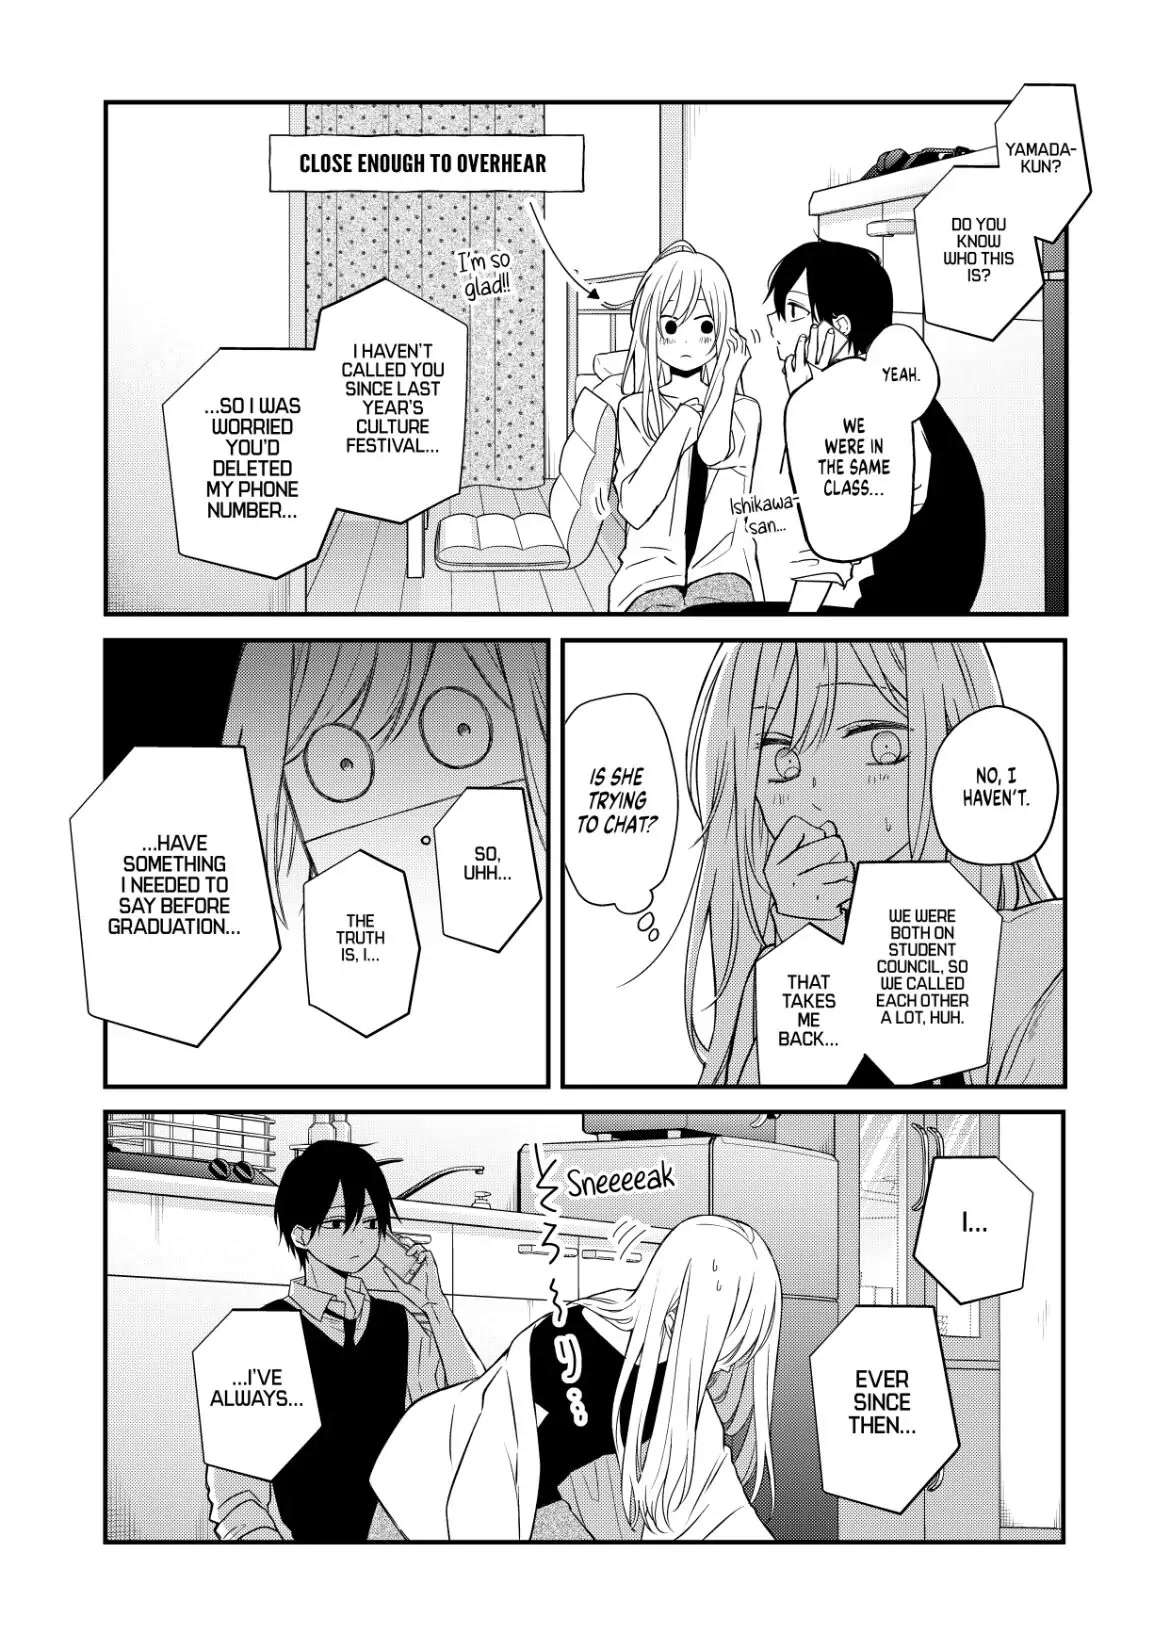 YAMADA-
KUN?
DO YOU
KNOW
WHO THIS
IS?
YEAH.
WE
WERE IN
THE SAME
CLASS...
Ishikawa-
san...
CLOSE ENOUGH TO OVERHEAR
I'm so
glad!!
I HAVEN'T
CALLED YOU
SINCE LAST
YEAR'S
CULTURE
FESTIVAL...
...SO I WAS
WORRIED
YOU'D
DELETED
MY PHONE
NUMBER...
NO, I
HAVEN'T.
WE WERE
BOTH ON
STUDENT
COUNCIL, SO
WE CALLED
EACH OTHER
A LOT, HUH.
THAT
TAKES
ME
BACK...
IS SHE
TRYING
TO CHAT?
SO,
UHH...
THE
TRUTH
IS, I...
...HAVE
SOMETHING
I NEEDED TO
SAY BEFORE
GRADUATION...
I...
EVER
SINCE
THEN...
Sneeeeak
そろ〜り…
...I'VE
ALWAYS...